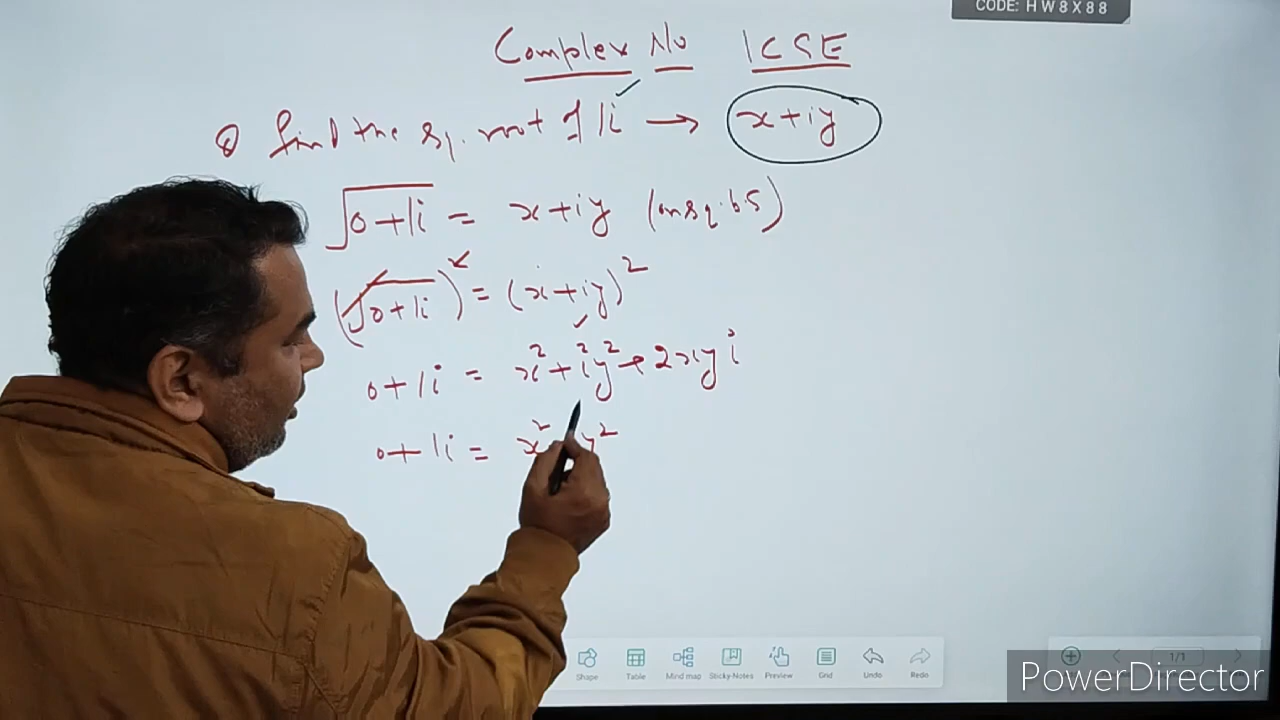 CODE: HW8X88
Complex No ICSE
Q find the sq. root of 1i → x+iy
√0+1i = x+iy (on sq. b.s)
(√0+1i)² = (x+iy)²
0+1i = x²+i²y²+2xyi
0+1i = x² y²
Shape Table Mind map Sticky-Notes Preview Grid Undo Redo 1/1
PowerDirector